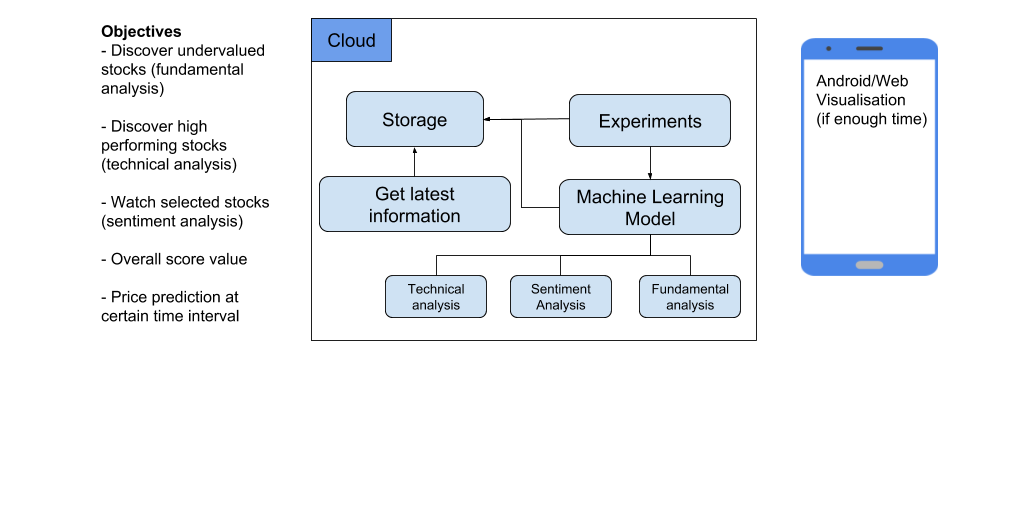 Objectives
- Discover undervalued
stocks (fundamental
analysis)
- Discover high
performing stocks
(technical analysis)
- Watch selected stocks
(sentiment analysis)
- Overall score value
- Price prediction at
certain time interval
Cloud
Storage
Experiments
Get latest
information
Machine Learning
Model
Technical
analysis
Sentiment
Analysis
Fundamental
analysis
Android/Web
Visualisation
(if enough time)